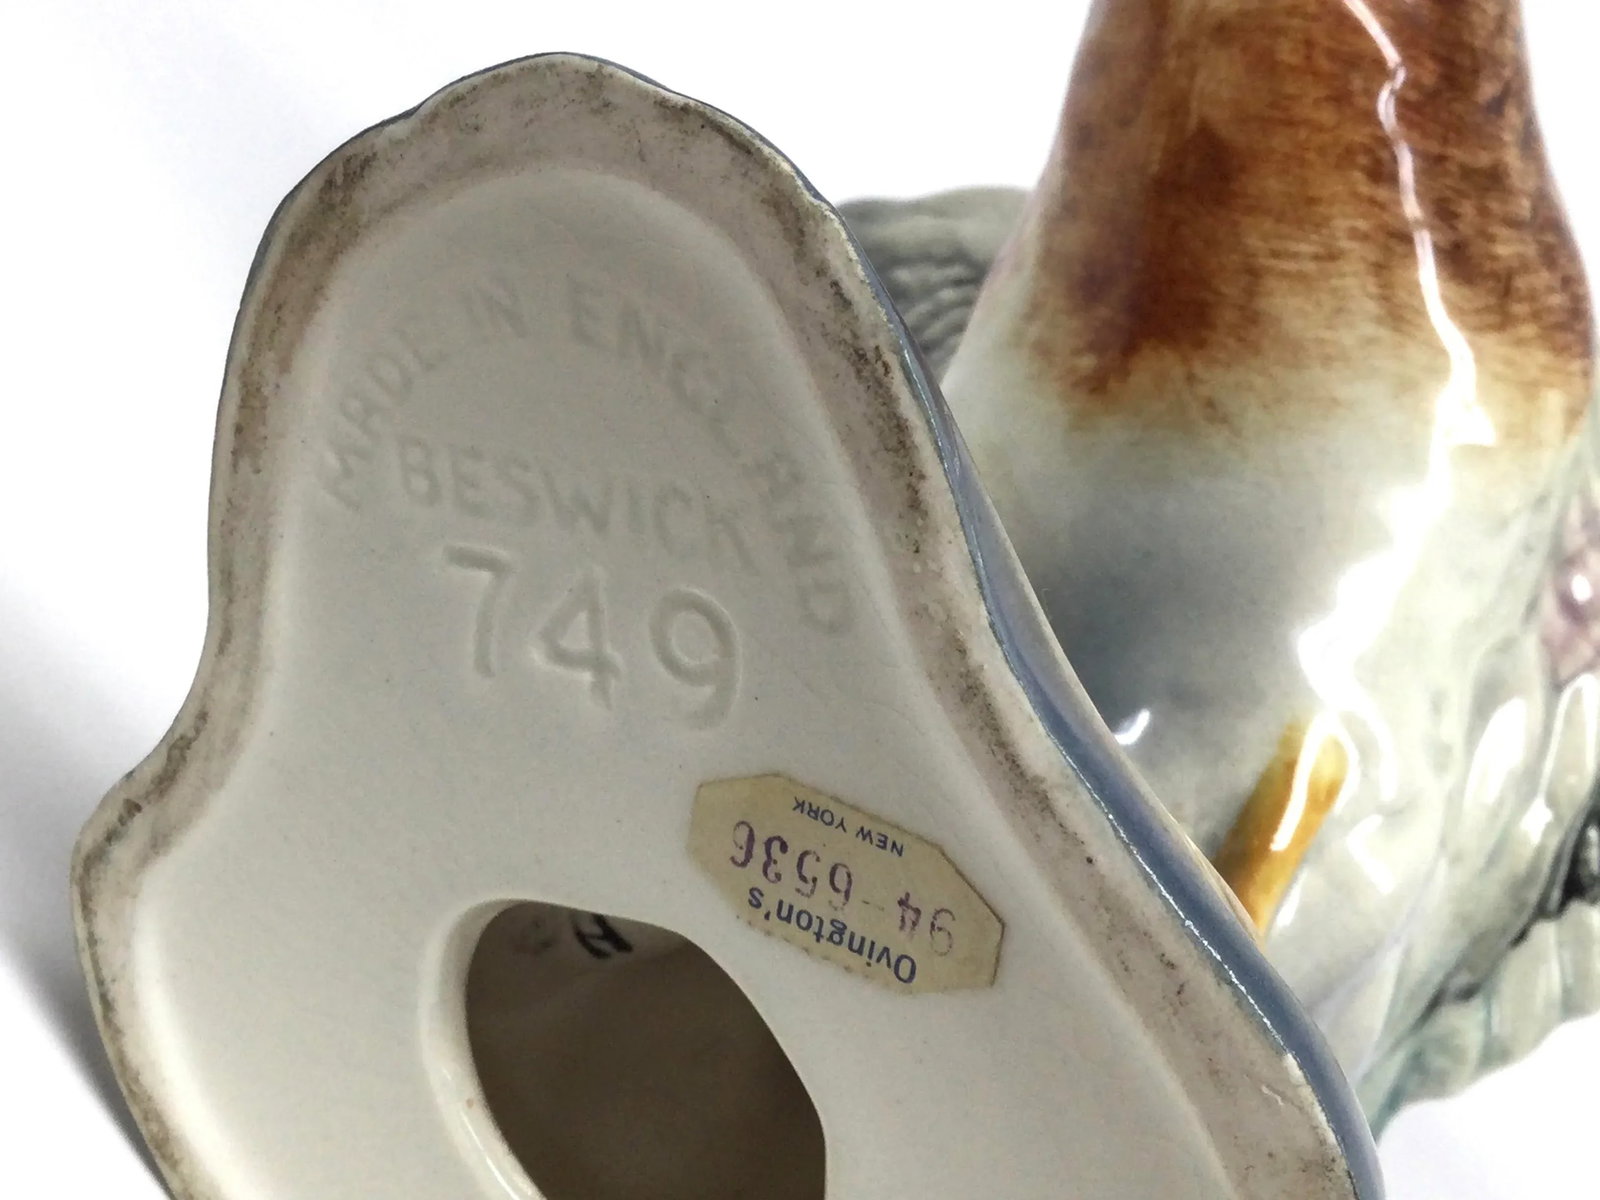 MADE IN ENGLAND
BESWICK
749
Ovington's
94-6536
NEW YORK